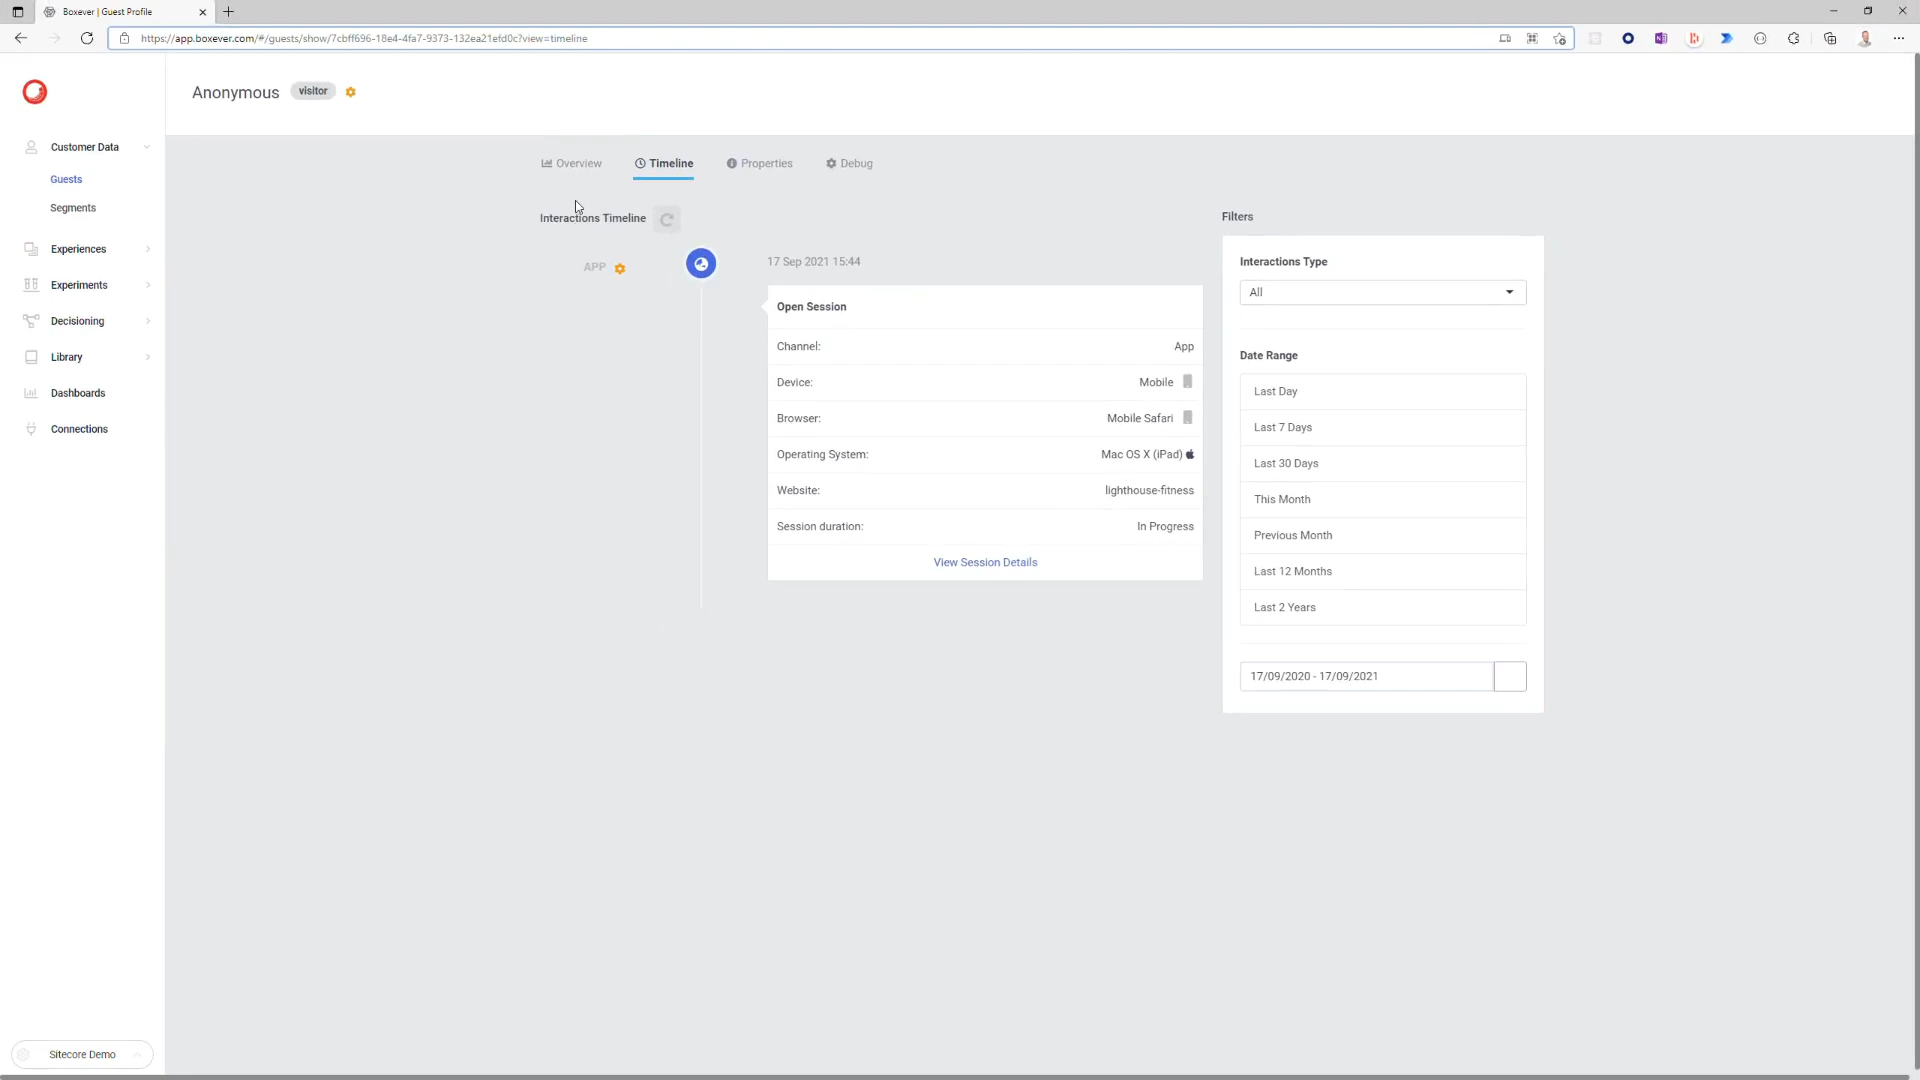 Boxever | Guest Profile
https://app.boxever.com/#/guests/show/7cbff696-18e4-4fa7-9373-132ea21efd0c?view=timeline
Anonymous visitor
Customer Data
Guests
Segments
Experiences
Experiments
Decisioning
Library
Dashboards
Connections
Sitecore Demo
Overview Timeline Properties Debug
Interactions Timeline
APP
17 Sep 2021 15:44
Open Session
Channel: App
Device: Mobile
Browser: Mobile Safari
Operating System: Mac OS X (iPad)
Website: lighthouse-fitness
Session duration: In Progress
View Session Details
Filters
Interactions Type
All
Date Range
Last Day
Last 7 Days
Last 30 Days
This Month
Previous Month
Last 12 Months
Last 2 Years
17/09/2020 - 17/09/2021